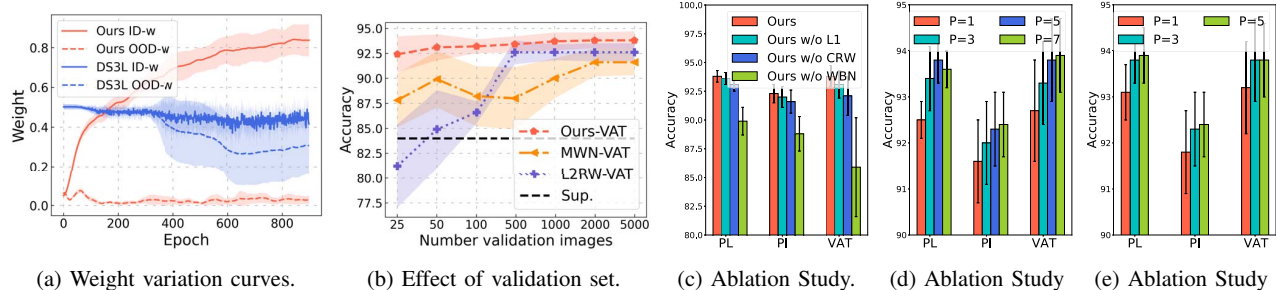 Ours ID-w
Ours OOD-w
DS3L ID-w
DS3L OOD-w
Weight
0.8
0.6
0.4
0.2
0.0
0 200 400 600 800
Epoch
(a) Weight variation curves.
Accuracy
95.0
92.5
90.0
87.5
85.0
82.5
80.0
77.5
Ours-VAT
MWN-VAT
L2RW-VAT
Sup.
25 50 100 500 1000 2000 5000
Number validation images
(b) Effect of validation set.
Accuracy
100.0
97.5
95.0
92.5
90.0
87.5
85.0
82.5
80.0
Ours
Ours w/o L1
Ours w/o CRW
Ours w/o WBN
PL PI VAT
(c) Ablation Study.
Accuracy
95
94
93
92
91
90
P=1 P=5
P=3 P=7
PL PI VAT
(d) Ablation Study
Accuracy
95
94
93
92
91
90
P=1 P=5
P=3
PL PI VAT
(e) Ablation Study